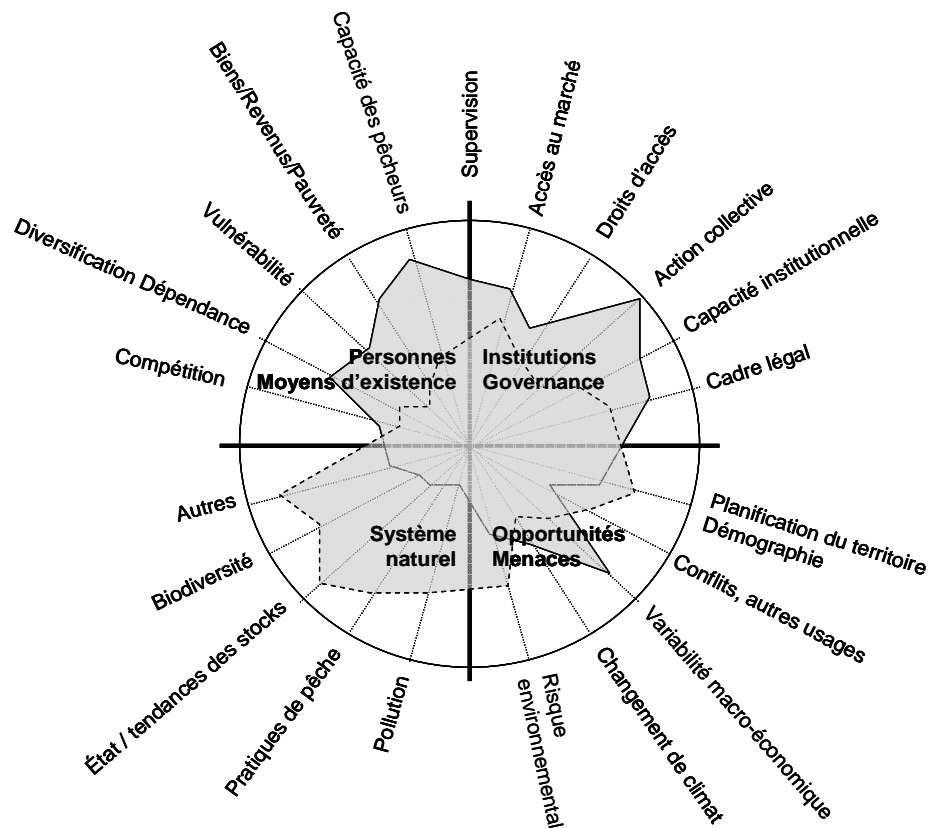 Supervision
Accès au marché
Droits d'accès
Action collective
Capacité institutionnelle
Cadre légal
Planification du territoire
Démographie
Conflits, autres usages
Variabilité macro-économique
Changement de climat
Risque
environnemental
Pollution
Pratiques de pêche
État / tendances des stocks
Biodiversité
Autres
Compétition
Diversification Dépendance
Vulnérabilité
Biens/Revenus/Pauvreté
Capacité des pêcheurs
Personnes
Moyens d'existence
Institutions
Governance
Système
naturel
Opportunités
Menaces